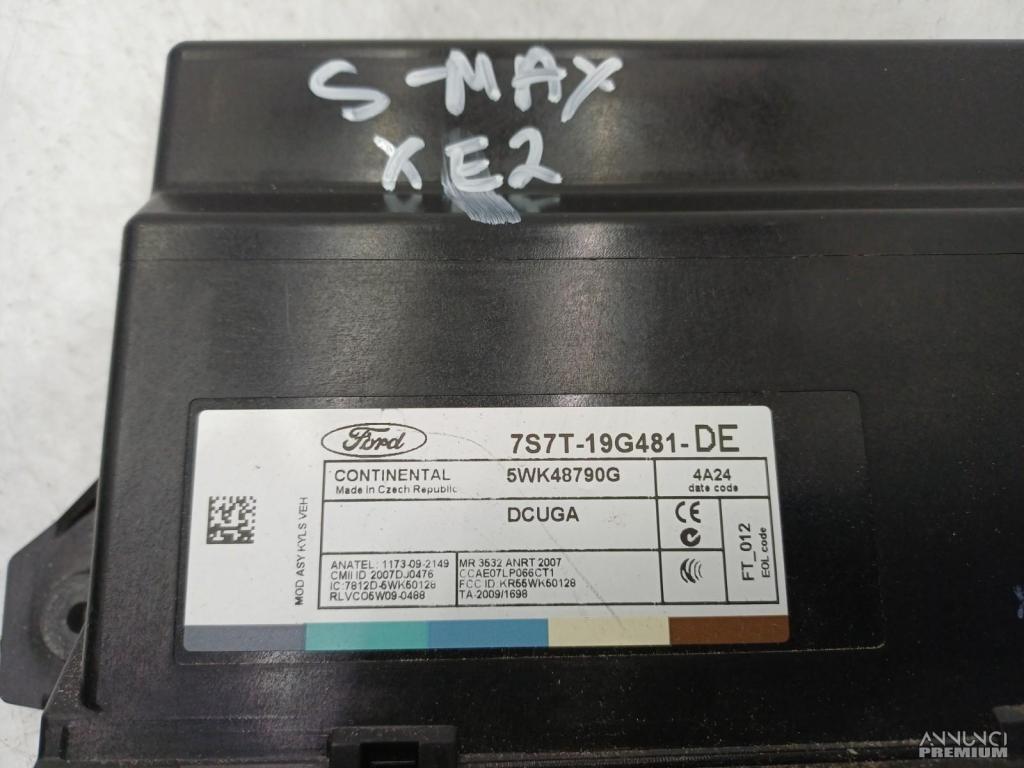 S-MAX
XE2
Ford
7S7T-19G481-DE
CONTINENTAL 5WK48790G 4A24
Made in Czech Republic date code
DCUGA
CE
MOD ASY KYLS VEH
FT_012
EOL code
ANATEL: 1173-09-2149
CMII ID 2007DJ0476
IC:7812D-5WK50128
RLVCO5W09-0488
MR 3532 ANRT 2007
CCAE07LP066CT1
FCC ID: KR55WK50128
TA-2009/1698
ANNUNCI
PREMIUM